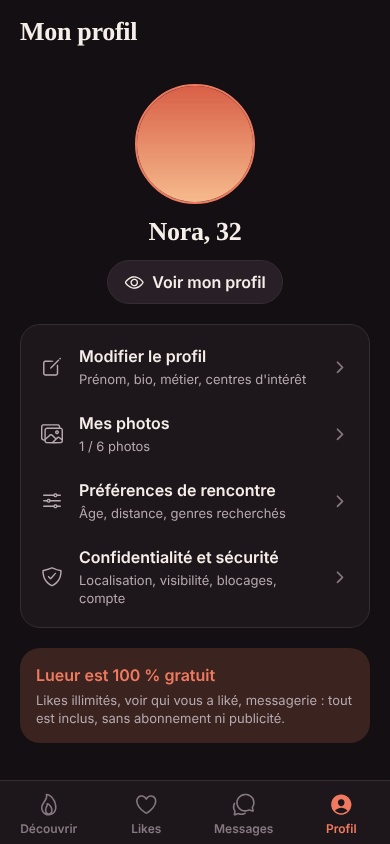 Mon profil
Nora, 32
Voir mon profil
Modifier le profil
Prénom, bio, métier, centres d'intérêt
Mes photos
1 / 6 photos
Préférences de rencontre
Âge, distance, genres recherchés
Confidentialité et sécurité
Localisation, visibilité, blocages,
compte
Lueur est 100 % gratuit
Likes illimités, voir qui vous a liké, messagerie : tout
est inclus, sans abonnement ni publicité.
Découvrir
Likes
Messages
Profil